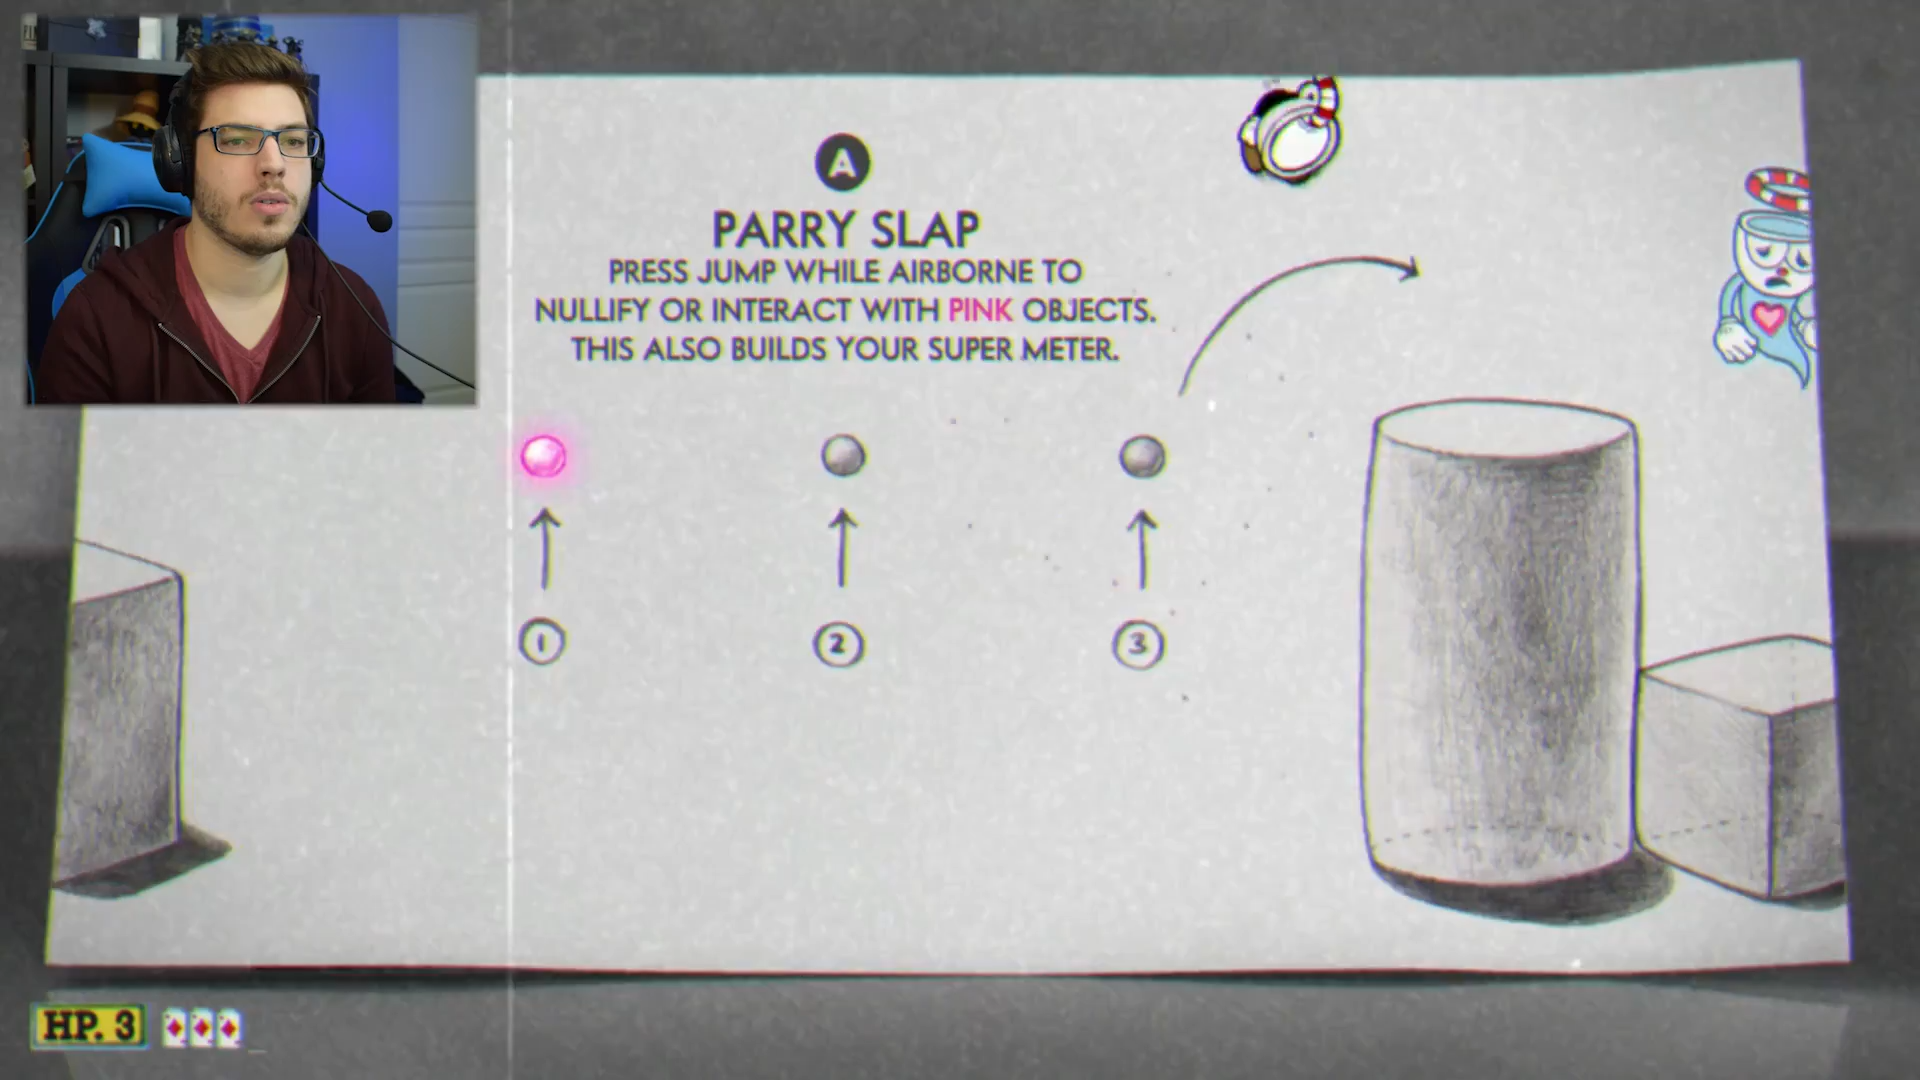 A
PARRY SLAP
PRESS JUMP WHILE AIRBORNE TO
NULLIFY OR INTERACT WITH PINK OBJECTS.
THIS ALSO BUILDS YOUR SUPER METER.
1 2 3
HP. 3